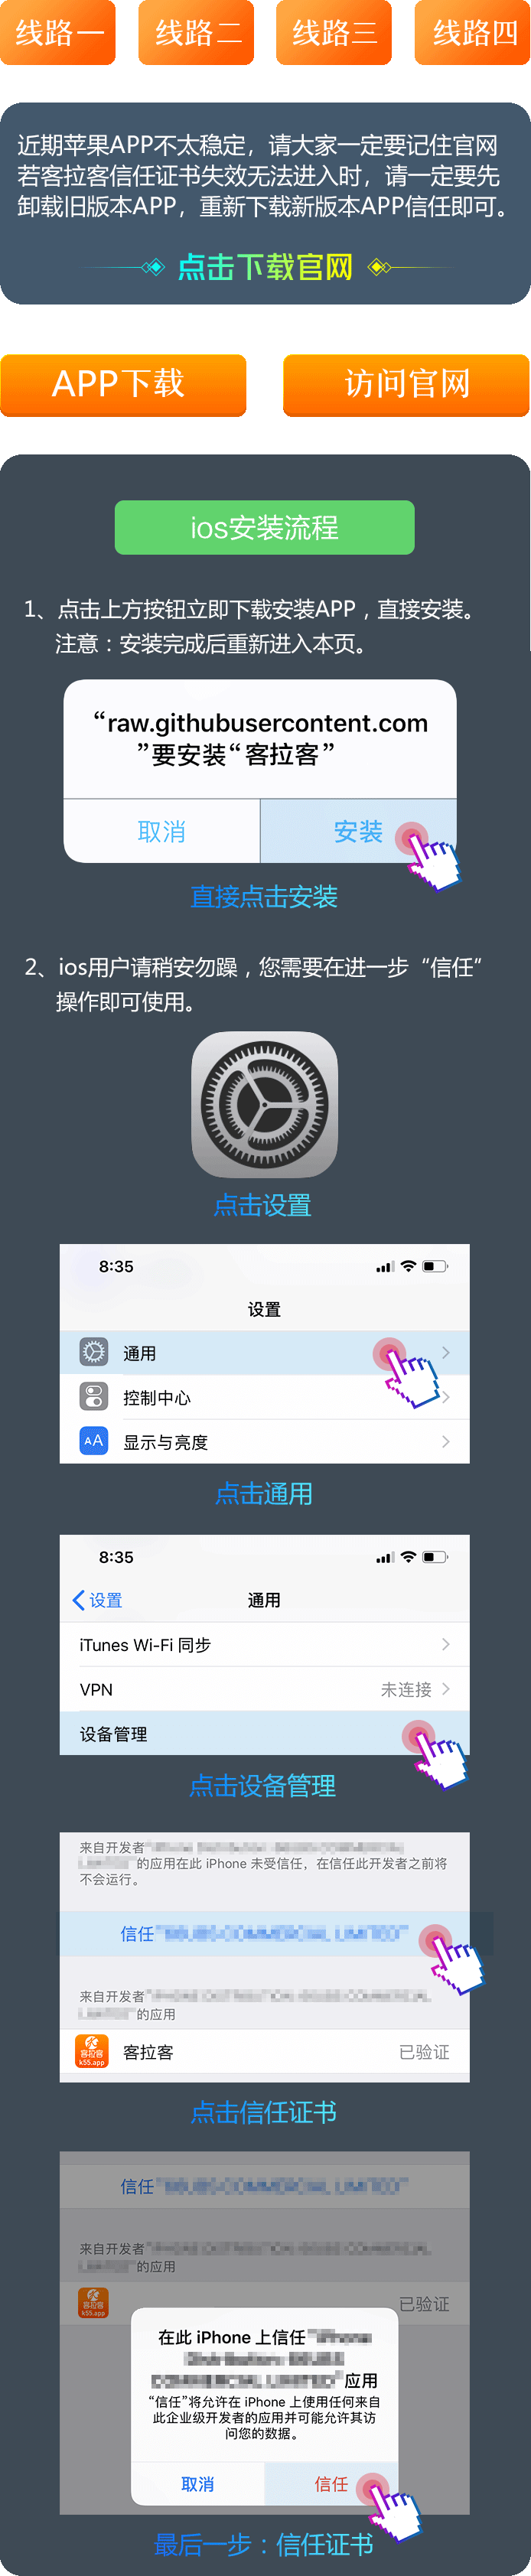 线路一 线路二 线路三 线路四
近期苹果APP不太稳定，请大家一定要记住官网
若客拉客信任证书失效无法进入时，请一定要先
卸载旧版本APP，重新下载新版本APP信任即可。
点击下载官网
APP下载 访问官网
ios安装流程
1、点击上方按钮立即下载安装APP，直接安装。
注意：安装完成后重新进入本页。
“raw.githubusercontent.com
”要安装“客拉客”
取消 安装
直接点击安装
2、ios用户请稍安勿躁，您需要在进一步“信任”
操作即可使用。
点击设置
8:35
设置
通用
控制中心
AA 显示与亮度
点击通用
8:35
设置 通用
iTunes Wi-Fi 同步
VPN 未连接
设备管理
点击设备管理
来自开发者“
”的应用在此 iPhone 未受信任，在信任此开发者之前将
不会运行。
信任“
来自开发者“
”的应用
客拉客 k55.app 客拉客 已验证
点击信任证书
信任“
来自开发者“
”的应用
客拉客 k55.app 已验证
在此 iPhone 上信任“
”应用
“信任”将允许在 iPhone 上使用任何来自
此企业级开发者的应用并可能允许其访
问您的数据。
取消 信任
最后一步：信任证书